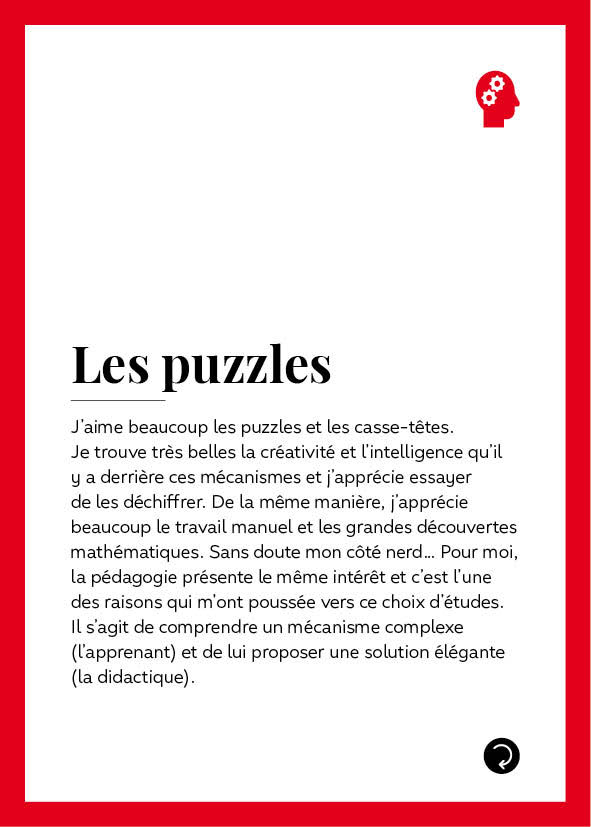 Les puzzles
J'aime beaucoup les puzzles et les casse-têtes.
Je trouve très belles la créativité et l'intelligence qu'il
y a derrière ces mécanismes et j'apprécie essayer
de les déchiffrer. De la même manière, j'apprécie
beaucoup le travail manuel et les grandes découvertes
mathématiques. Sans doute mon côté nerd... Pour moi,
la pédagogie présente le même intérêt et c'est l'une
des raisons qui m'ont poussée vers ce choix d'études.
Il s'agit de comprendre un mécanisme complexe
(l'apprenant) et de lui proposer une solution élégante
(la didactique).